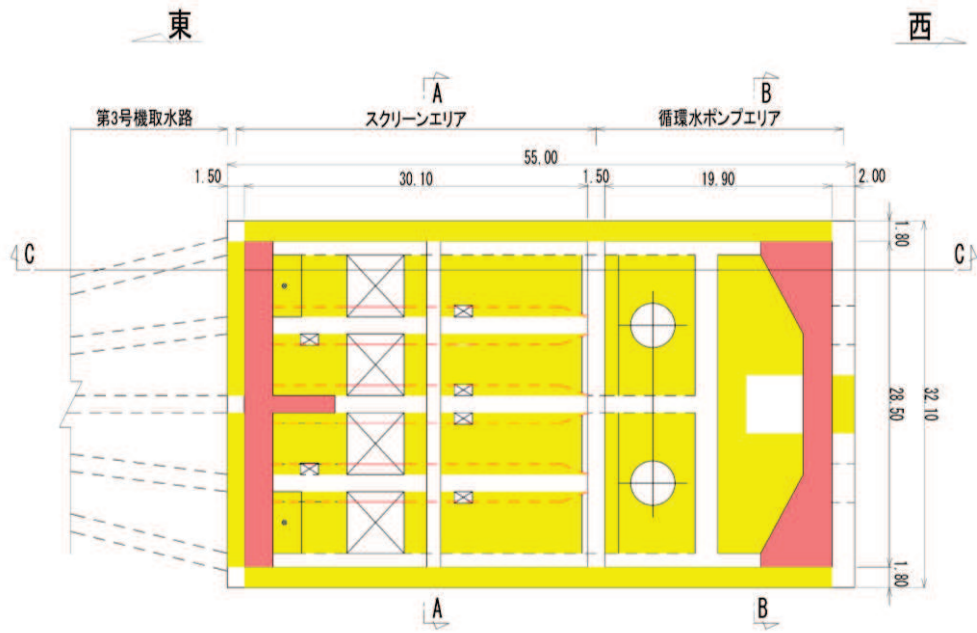 東
西
A
B
第3号機取水路
スクリーンエリア
循環水ポンプエリア
55.00
1.50
30.10
1.50
19.90
2.00
1.80
C
C
28.50
32.10
1.80
A
B